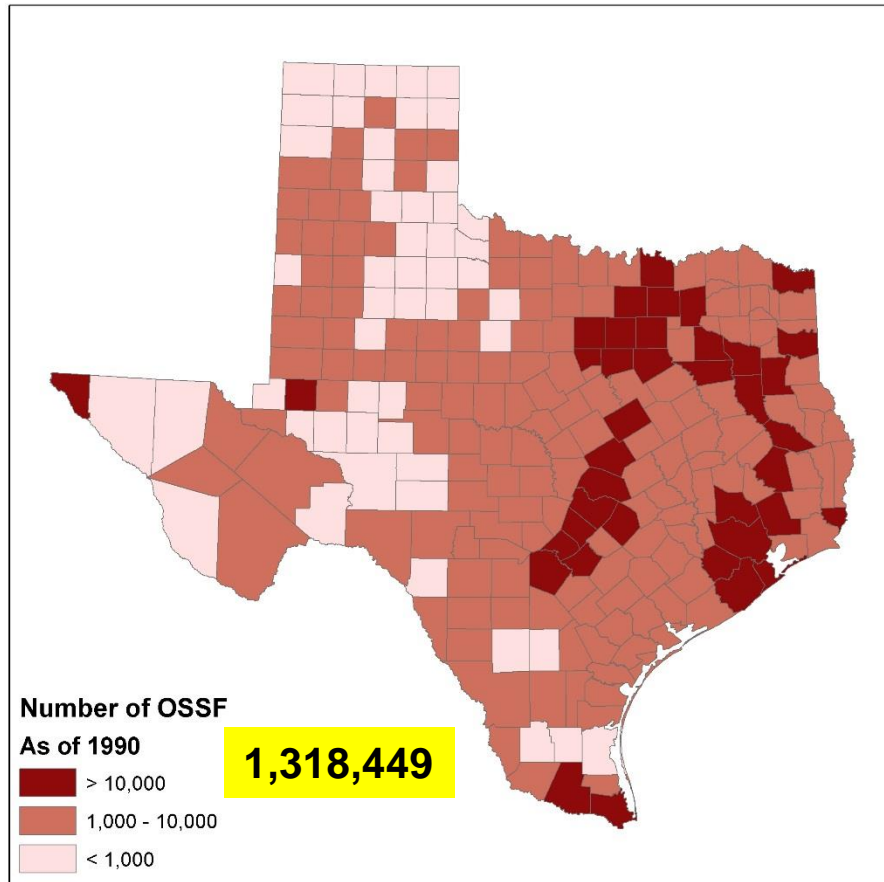 Number of OSSF
As of 1990
1,318,449
> 10,000
1,000 - 10,000
< 1,000